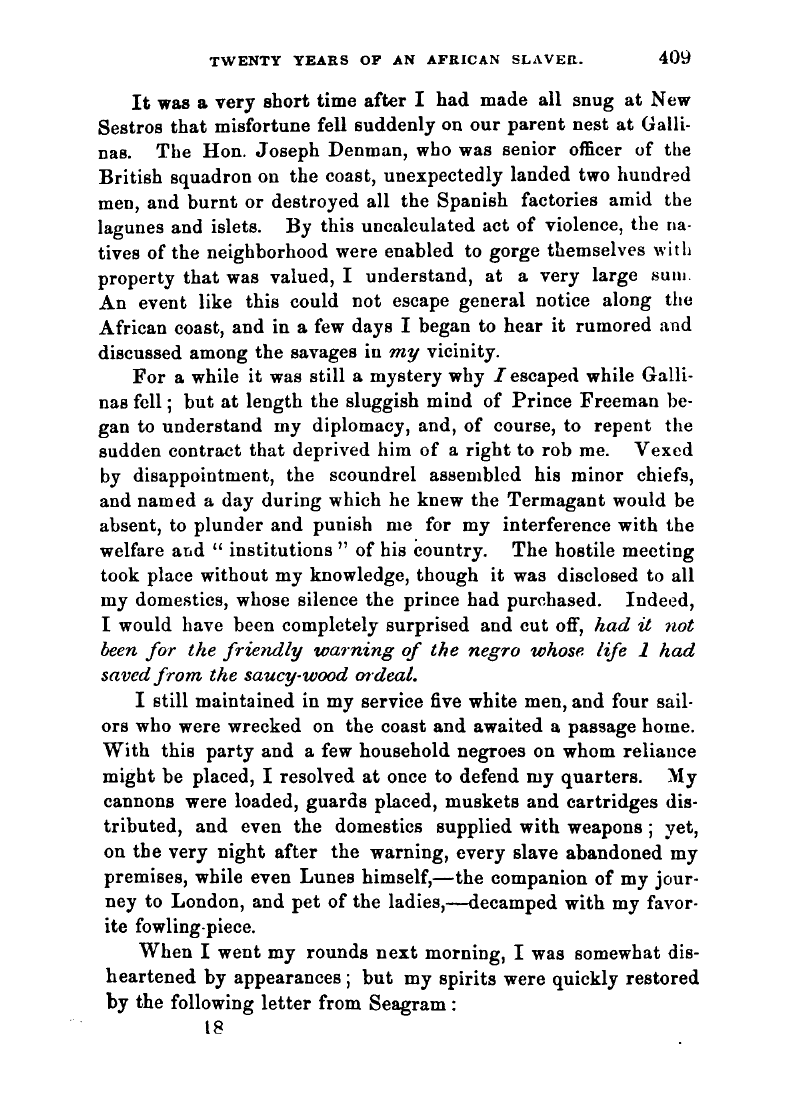 TWENTY YEARS OF AN AFRICAN SLAVER. 409
It was a very short time after I had made all snug at New
Sestros that misfortune fell suddenly on our parent nest at Galli-
nas. The Hon. Joseph Denman, who was senior officer of the
British squadron on the coast, unexpectedly landed two hundred
men, and burnt or destroyed all the Spanish factories amid the
lagunes and islets. By this uncalculated act of violence, the na-
tives of the neighborhood were enabled to gorge themselves with
property that was valued, I understand, at a very large sum.
An event like this could not escape general notice along the
African coast, and in a few days I began to hear it rumored and
discussed among the savages in my vicinity.
For a while it was still a mystery why I escaped while Galli-
nas fell; but at length the sluggish mind of Prince Freeman be-
gan to understand my diplomacy, and, of course, to repent the
sudden contract that deprived him of a right to rob me. Vexed
by disappointment, the scoundrel assembled his minor chiefs,
and named a day during which he knew the Termagant would be
absent, to plunder and punish me for my interference with the
welfare and "institutions" of his country. The hostile meeting
took place without my knowledge, though it was disclosed to all
my domestics, whose silence the prince had purchased. Indeed,
I would have been completely surprised and cut off, had it not
been for the friendly warning of the negro whose life I had
saved from the saucy-wood ordeal.
I still maintained in my service five white men, and four sail-
ors who were wrecked on the coast and awaited a passage home.
With this party and a few household negroes on whom reliance
might be placed, I resolved at once to defend my quarters. My
cannons were loaded, guards placed, muskets and cartridges dis-
tributed, and even the domestics supplied with weapons; yet,
on the very night after the warning, every slave abandoned my
premises, while even Lunes himself,—the companion of my jour-
ney to London, and pet of the ladies,—decamped with my favor-
ite fowling-piece.
When I went my rounds next morning, I was somewhat dis-
heartened by appearances; but my spirits were quickly restored
by the following letter from Seagram:
18